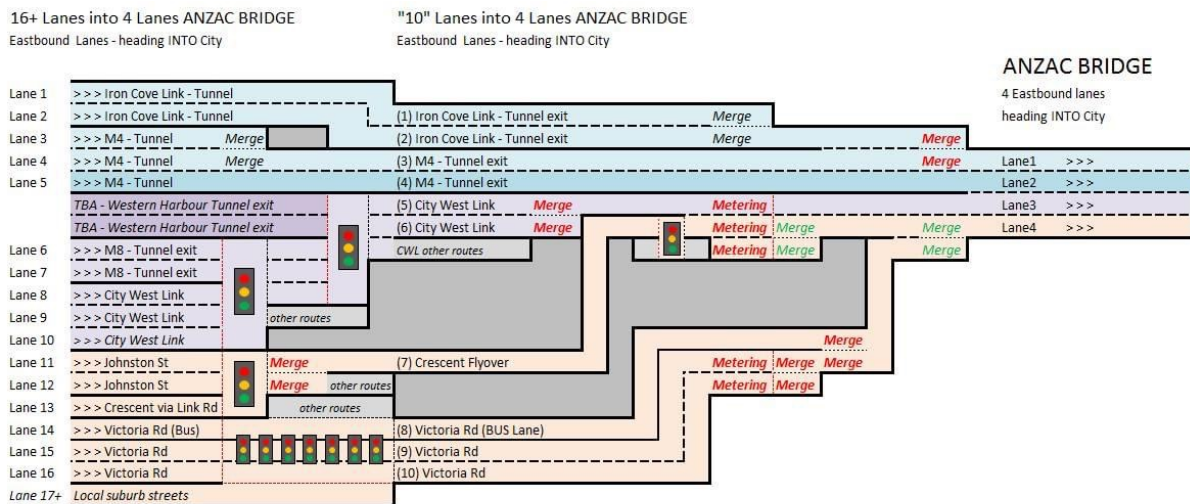 16+ Lanes into 4 Lanes ANZAC BRIDGE
Eastbound Lanes - heading INTO City
"10" Lanes into 4 Lanes ANZAC BRIDGE
Eastbound Lanes - heading INTO City
ANZAC BRIDGE
4 Eastbound lanes
heading INTO City
Lane 1 >>> Iron Cove Link - Tunnel
Lane 2 >>> Iron Cove Link - Tunnel (1) Iron Cove Link - Tunnel exit Merge
Lane 3 >>> M4 - Tunnel Merge (2) Iron Cove Link - Tunnel exit Merge Merge
Lane 4 >>> M4 - Tunnel Merge (3) M4 - Tunnel exit Merge Lane1 >>>
Lane 5 >>> M4 - Tunnel (4) M4 - Tunnel exit Lane2 >>>
TBA - Western Harbour Tunnel exit (5) City West Link Merge Metering Lane3 >>>
TBA - Western Harbour Tunnel exit (6) City West Link Merge Metering Merge Merge Lane4 >>>
Lane 6 >>> M8 - Tunnel exit CWL other routes Metering Merge Merge
Lane 7 >>> M8 - Tunnel exit
Lane 8 >>> City West Link
Lane 9 >>> City West Link other routes
Lane 10 >>> City West Link Merge
Lane 11 >>> Johnston St Merge (7) Crescent Flyover Metering Merge Merge
Lane 12 >>> Johnston St Merge other routes Metering Merge
Lane 13 >>> Crescent via Link Rd other routes
Lane 14 >>> Victoria Rd (Bus) (8) Victoria Rd (BUS Lane)
Lane 15 >>> Victoria Rd (9) Victoria Rd
Lane 16 >>> Victoria Rd (10) Victoria Rd
Lane 17+ Local suburb streets